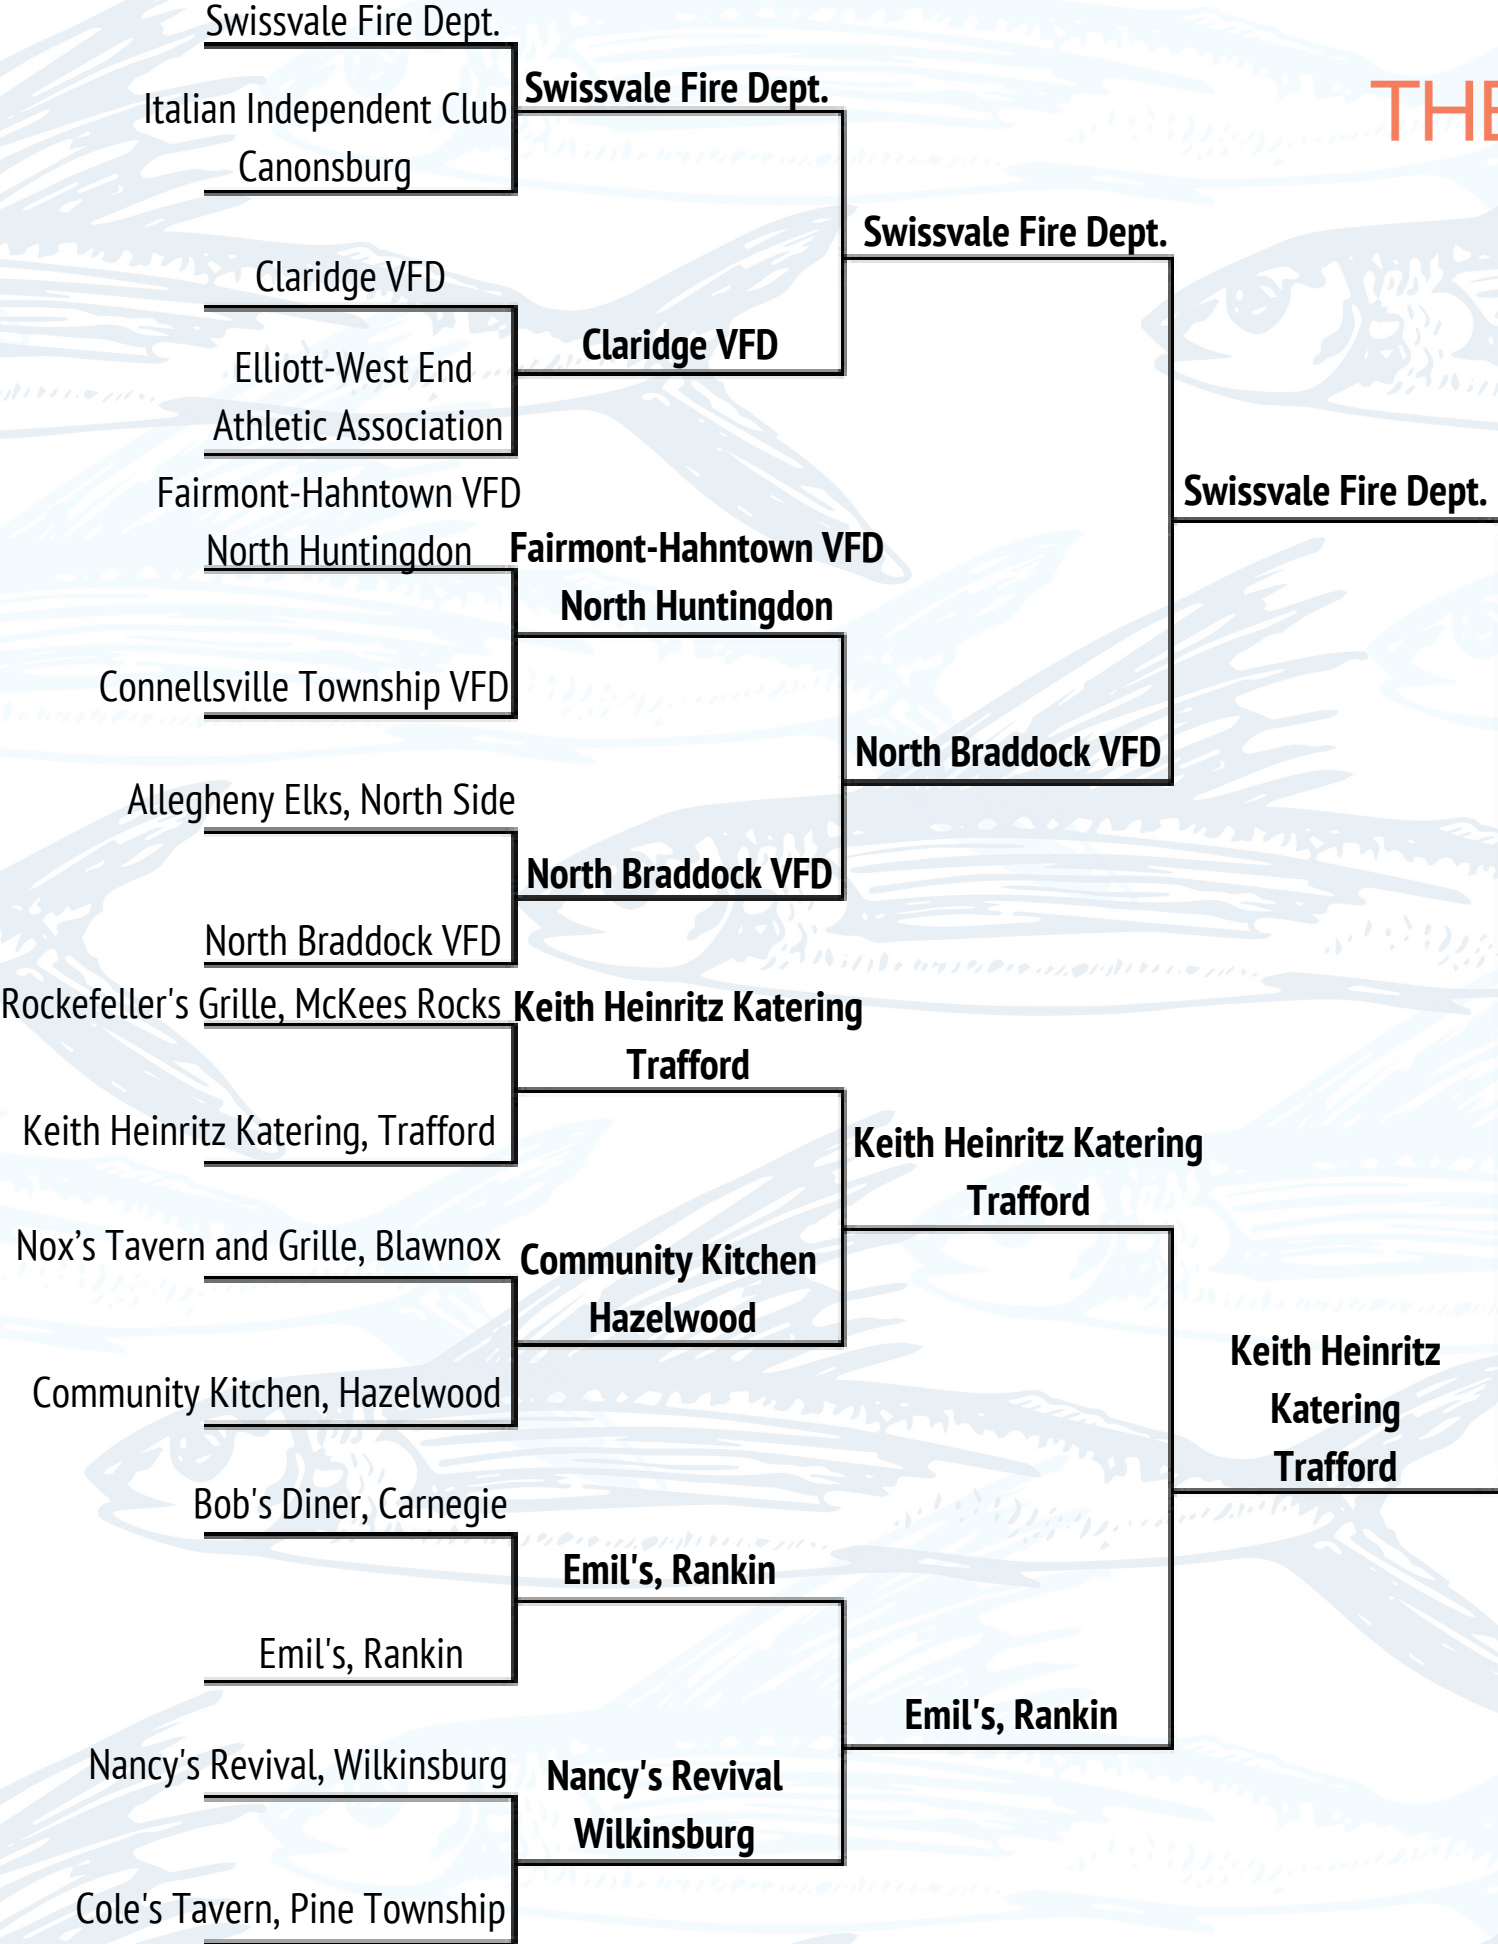 Swissvale Fire Dept.
Italian Independent Club
Canonsburg
Claridge VFD
Elliott-West End
Athletic Association
Fairmont-Hahntown VFD
North Huntingdon
Connellsville Township VFD
Allegheny Elks, North Side
North Braddock VFD
Rockefeller's Grille, McKees Rocks
Keith Heinritz Katering, Trafford
Nox’s Tavern and Grille, Blawnox
Community Kitchen, Hazelwood
Bob's Diner, Carnegie
Emil's, Rankin
Nancy's Revival, Wilkinsburg
Cole's Tavern, Pine Township
Swissvale Fire Dept.
Claridge VFD
Fairmont-Hahntown VFD
North Huntingdon
North Braddock VFD
Keith Heinritz Katering
Trafford
Community Kitchen
Hazelwood
Emil's, Rankin
Nancy's Revival
Wilkinsburg
Swissvale Fire Dept.
North Braddock VFD
Keith Heinritz Katering
Trafford
Emil's, Rankin
Swissvale Fire Dept.
Keith Heinritz
Katering
Trafford
THE